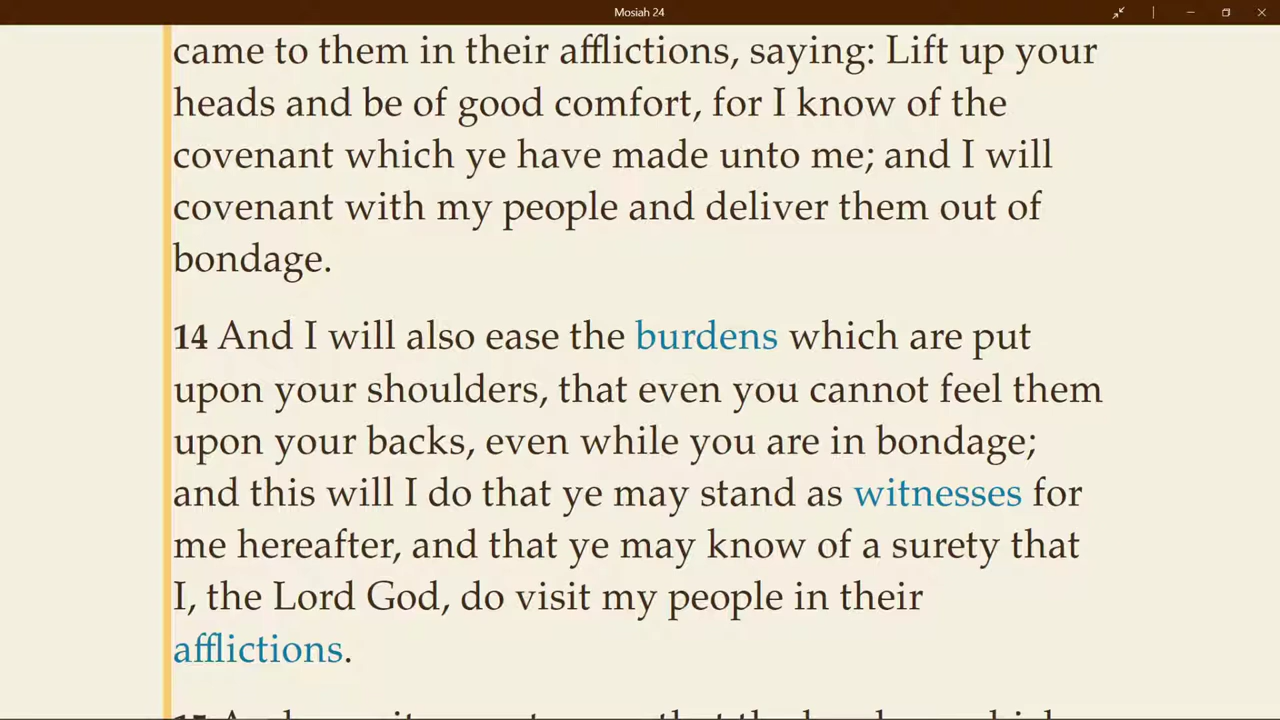 Mosiah 24
came to them in their afflictions, saying: Lift up your
heads and be of good comfort, for I know of the
covenant which ye have made unto me; and I will
covenant with my people and deliver them out of
bondage.
14 And I will also ease the burdens which are put
upon your shoulders, that even you cannot feel them
upon your backs, even while you are in bondage;
and this will I do that ye may stand as witnesses for
me hereafter, and that ye may know of a surety that
I, the Lord God, do visit my people in their
afflictions.